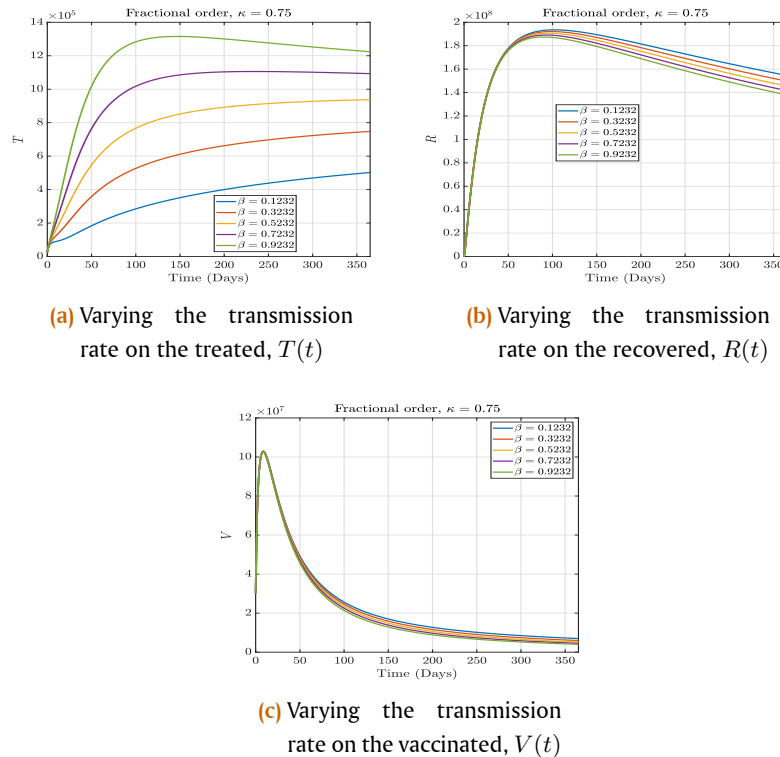 Fractional order, κ = 0.75
×10⁵
14
12
10
8
6
4
2
0
T
0 50 100 150 200 250 300 350
Time (Days)
β = 0.1232
β = 0.3232
β = 0.5232
β = 0.7232
β = 0.9232
(a) Varying the transmission
rate on the treated, T(t)
Fractional order, κ = 0.75
×10⁸
2
1.8
1.6
1.4
1.2
1
0.8
0.6
0.4
0.2
0
R
0 50 100 150 200 250 300 350
Time (Days)
β = 0.1232
β = 0.3232
β = 0.5232
β = 0.7232
β = 0.9232
(b) Varying the transmission
rate on the recovered, R(t)
Fractional order, κ = 0.75
×10⁷
12
10
8
6
4
2
0
V
0 50 100 150 200 250 300 350
Time (Days)
β = 0.1232
β = 0.3232
β = 0.5232
β = 0.7232
β = 0.9232
(c) Varying the transmission
rate on the vaccinated, V(t)